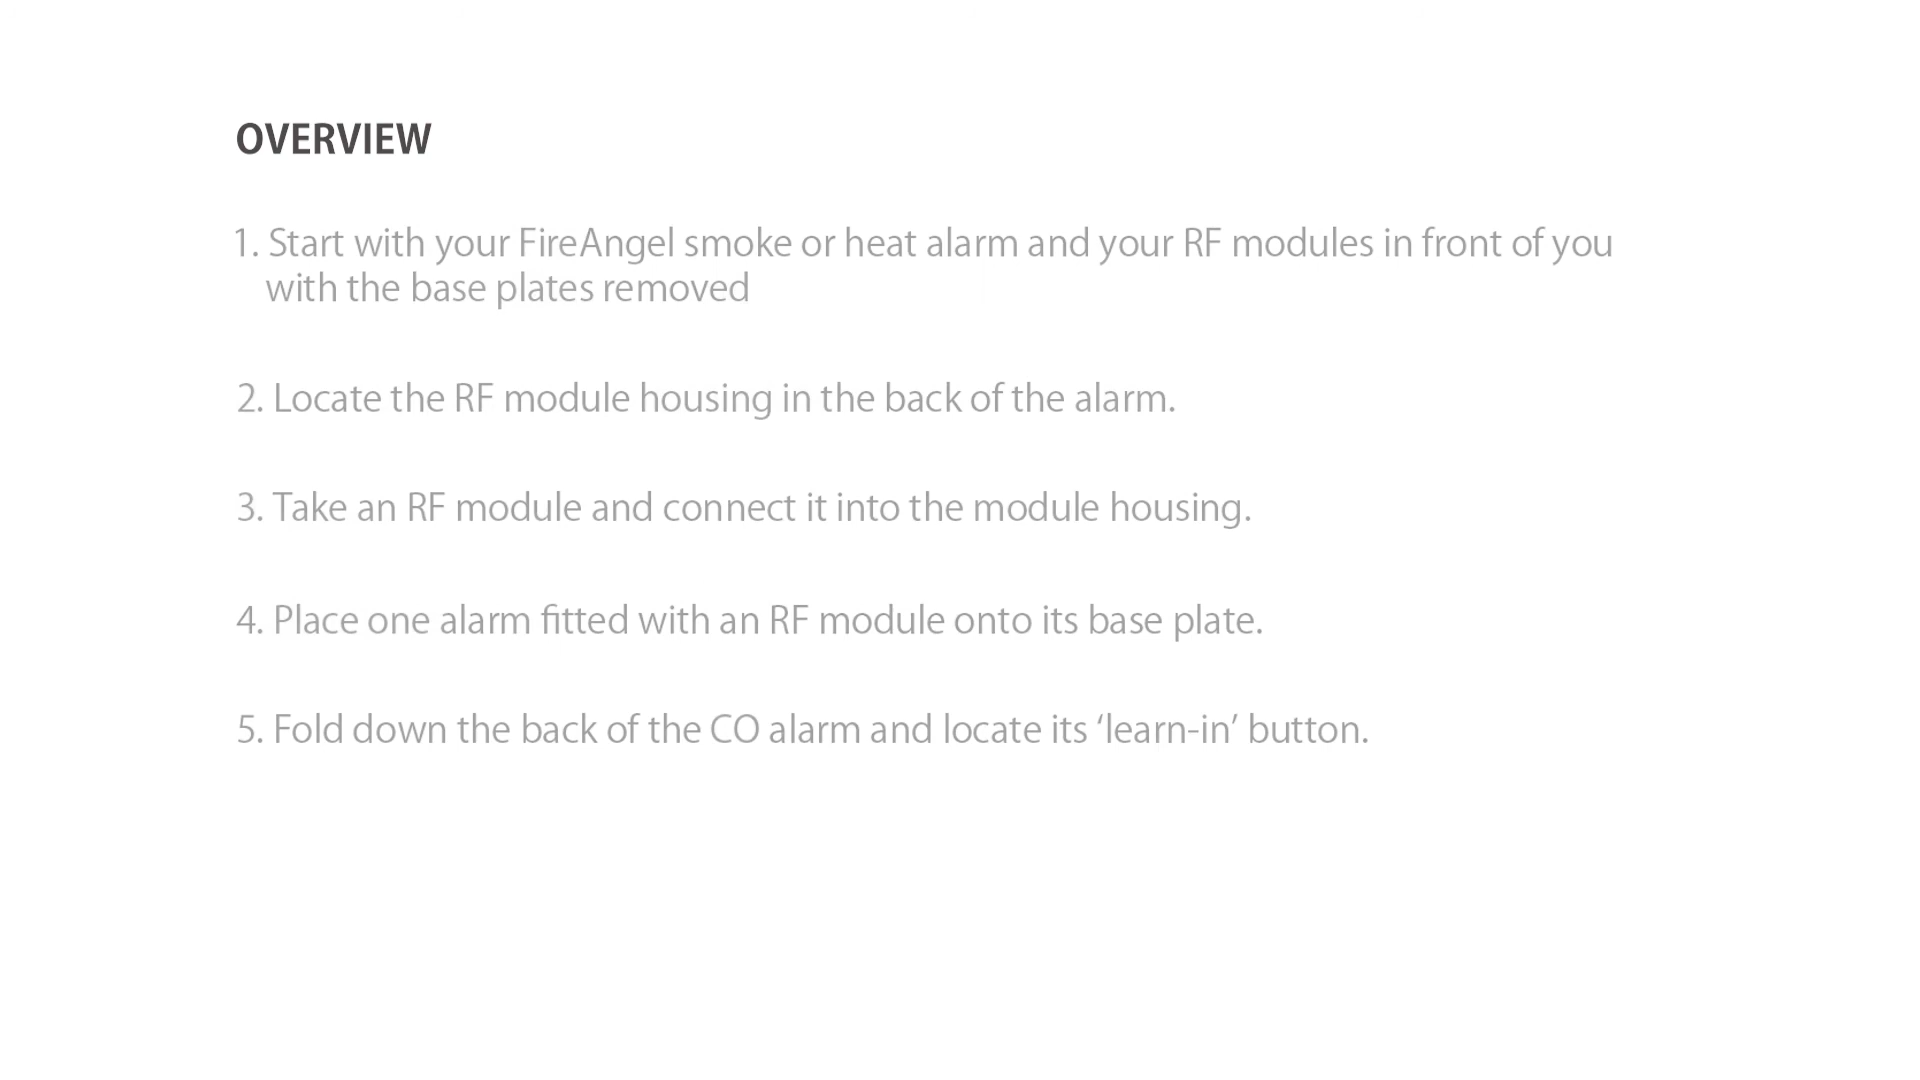 OVERVIEW
1. Start with your FireAngel smoke or heat alarm and your RF modules in front of you
with the base plates removed
2. Locate the RF module housing in the back of the alarm.
3. Take an RF module and connect it into the module housing.
4. Place one alarm fitted with an RF module onto its base plate.
5. Fold down the back of the CO alarm and locate its ‘learn-in’ button.